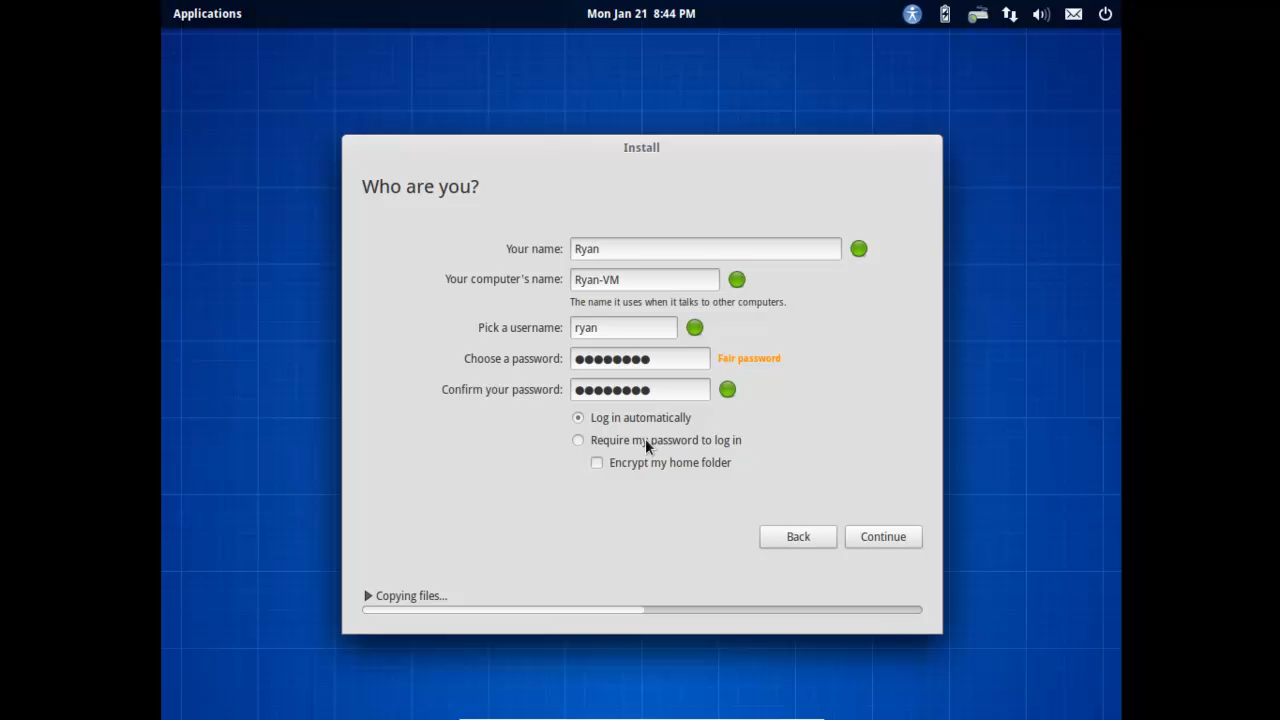 Applications
Mon Jan 21 8:44 PM
Install
Who are you?
Your name: Ryan
Your computer's name: Ryan-VM
The name it uses when it talks to other computers.
Pick a username: ryan
Choose a password: ●●●●●●●● Fair password
Confirm your password: ●●●●●●●●
Log in automatically
Require my password to log in
Encrypt my home folder
Back Continue
Copying files...